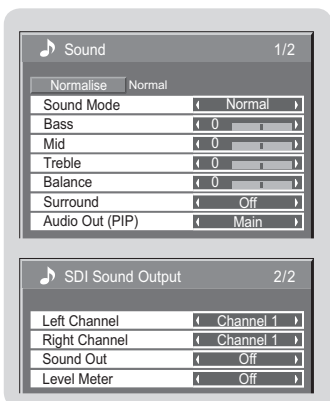 Sound 1/2
Normalise Normal
Sound Mode Normal
Bass 0
Mid 0
Treble 0
Balance 0
Surround Off
Audio Out (PIP) Main
SDI Sound Output 2/2
Left Channel Channel 1
Right Channel Channel 1
Sound Out Off
Level Meter Off